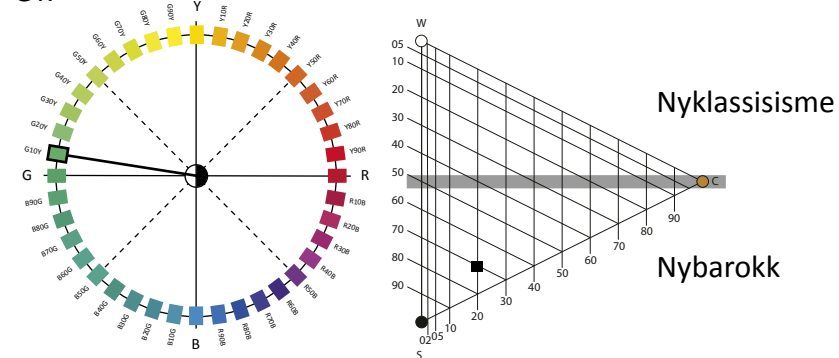 Y
Y10R
Y20R
Y30R
Y40R
Y50R
Y60R
Y70R
Y80R
Y90R
R
R10B
R20B
R30B
R40B
R50B
R60B
R70B
R80B
R90B
B
B10G
B20G
B30G
B40G
B50G
B60G
B70G
B80G
B90G
G
G10Y
G20Y
G30Y
G40Y
G50Y
G60Y
G70Y
G80Y
G90Y
W
05
10
20
30
40
50
60
70
80
90
S
02
05
10
20
30
40
50
60
70
80
90
C
Nyklassisisme
Nybarokk